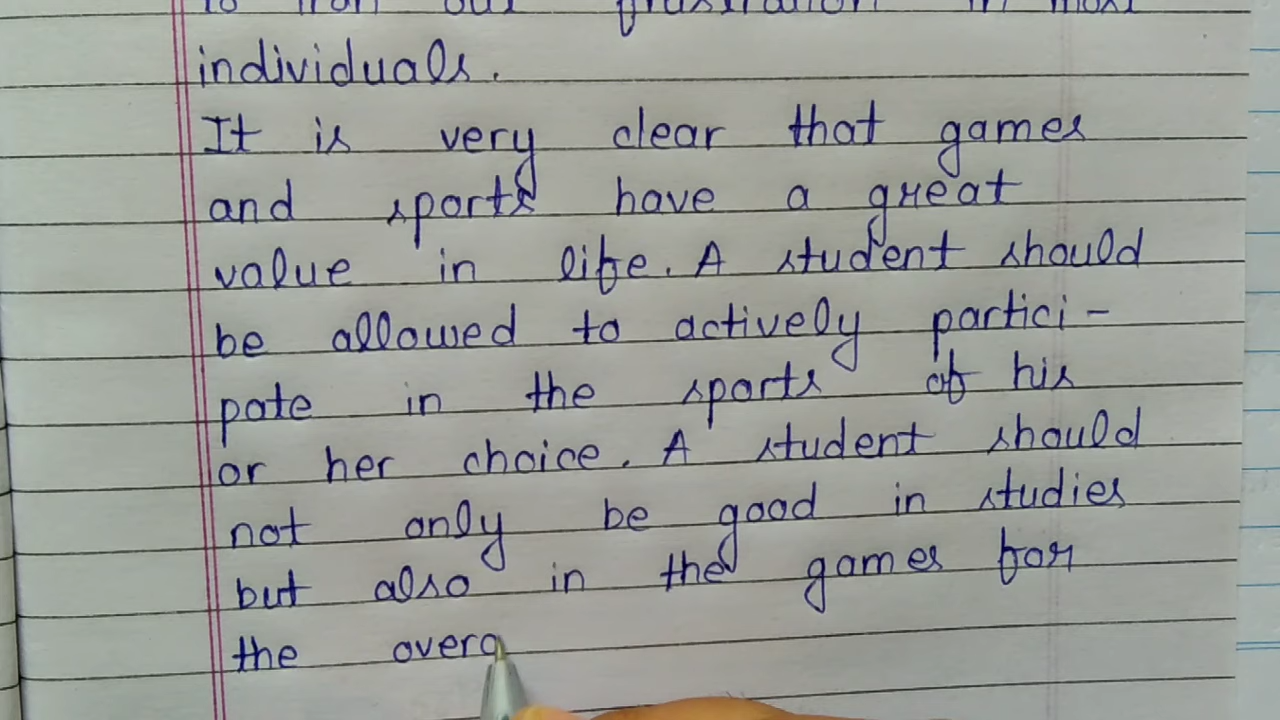 individuals.
It is very clear that games
and sports have a great
value in life. A student should
be allowed to actively partici -
pate in the sports of his
or her choice. A student should
not only be good in studies
but also in the games for
the overa